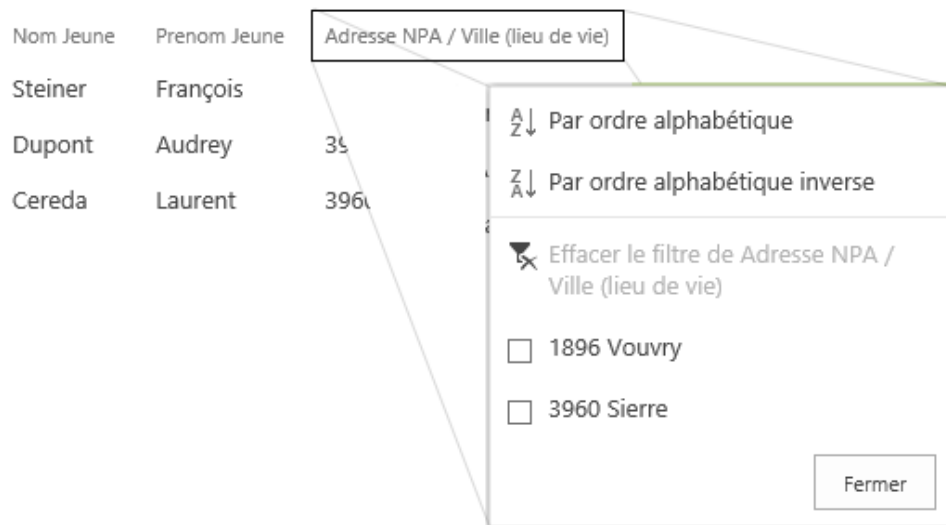 Nom Jeune Prenom Jeune Adresse NPA / Ville (lieu de vie)
Steiner François
Dupont Audrey 39
Cereda Laurent 3960
Par ordre alphabétique
Par ordre alphabétique inverse
Effacer le filtre de Adresse NPA /
Ville (lieu de vie)
1896 Vouvry
3960 Sierre
Fermer